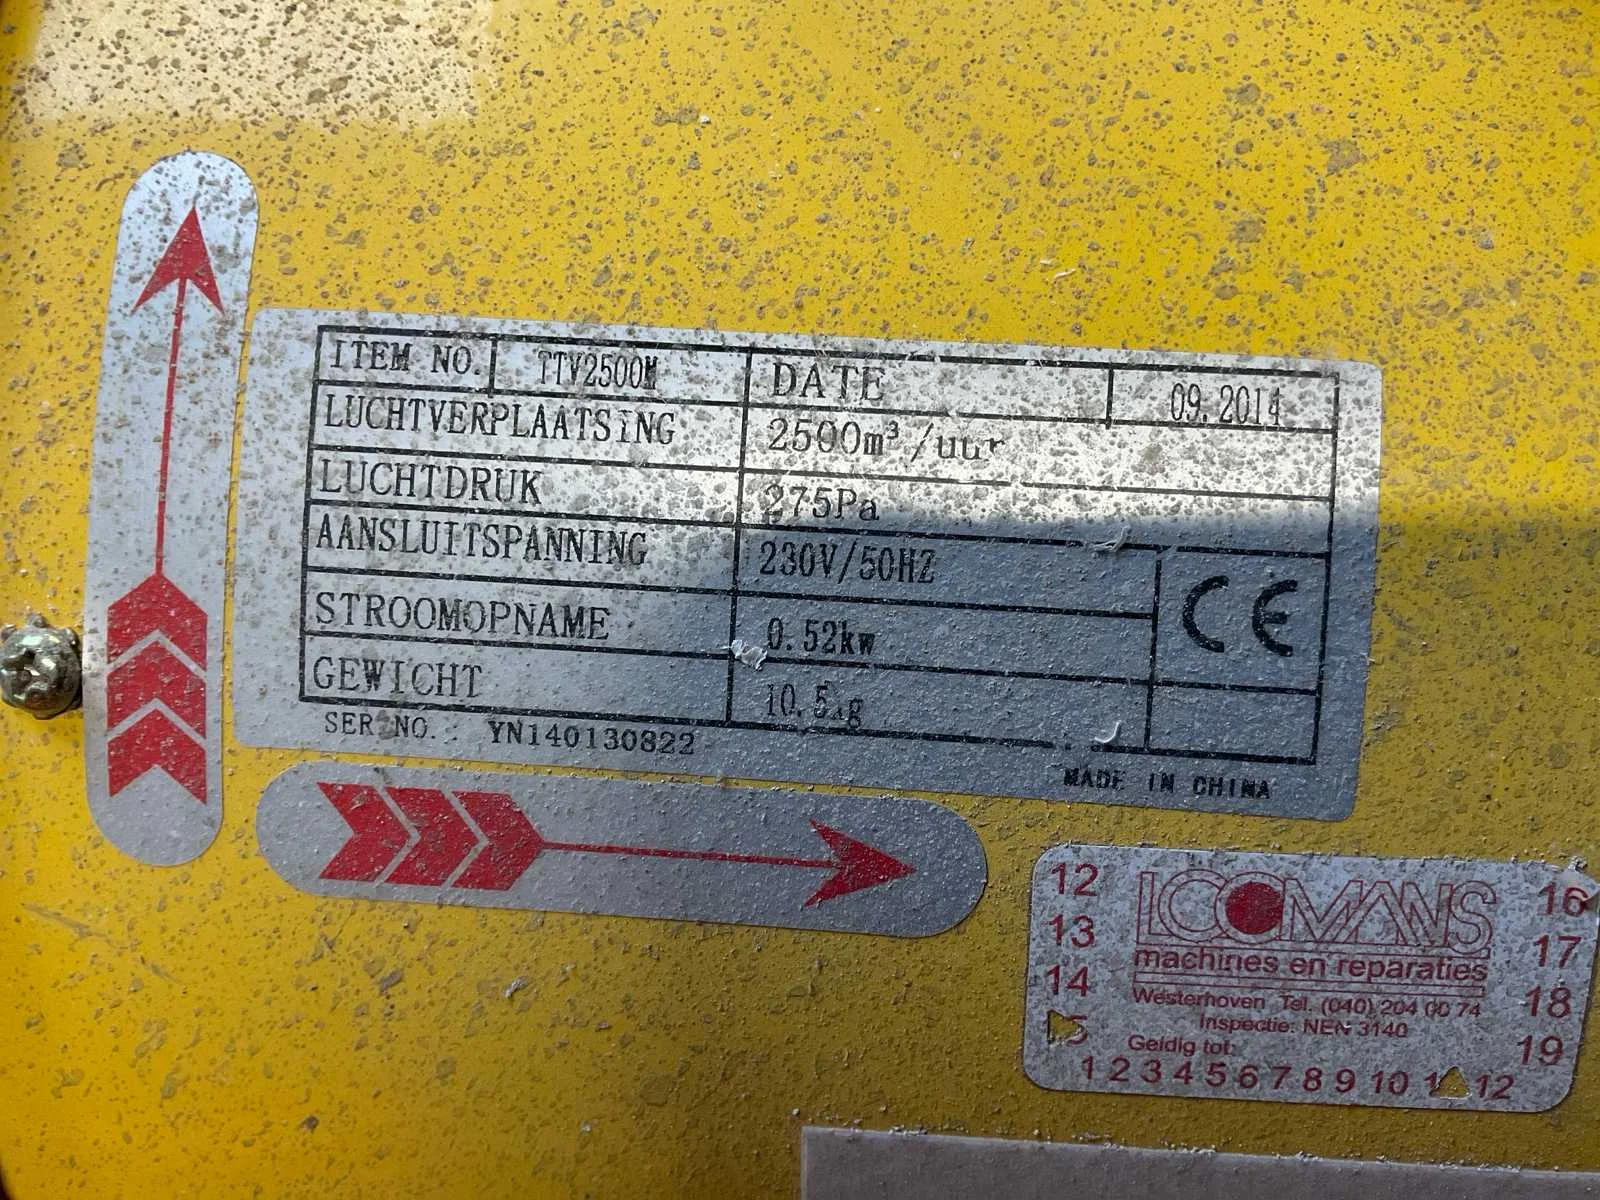 ITEM NO. TTV2500M DATE 09.2014
LUCHTVERPLAATSING 2500m³/uur
LUCHTDRUK 275Pa
AANSLUITSPANNING 230V/50HZ
CE
STROOMOPNAME 0.52kw
GEWICHT 10.5kg
SER NO.: YN140130822
MADE IN CHINA
LOOMANS
machines en reparaties
Westerhoven Tel. (040) 204 00 74
Inspectie: NEN 3140
Geldig tot:
12
13
14
15
16
17
18
19
1 2 3 4 5 6 7 8 9 10 12